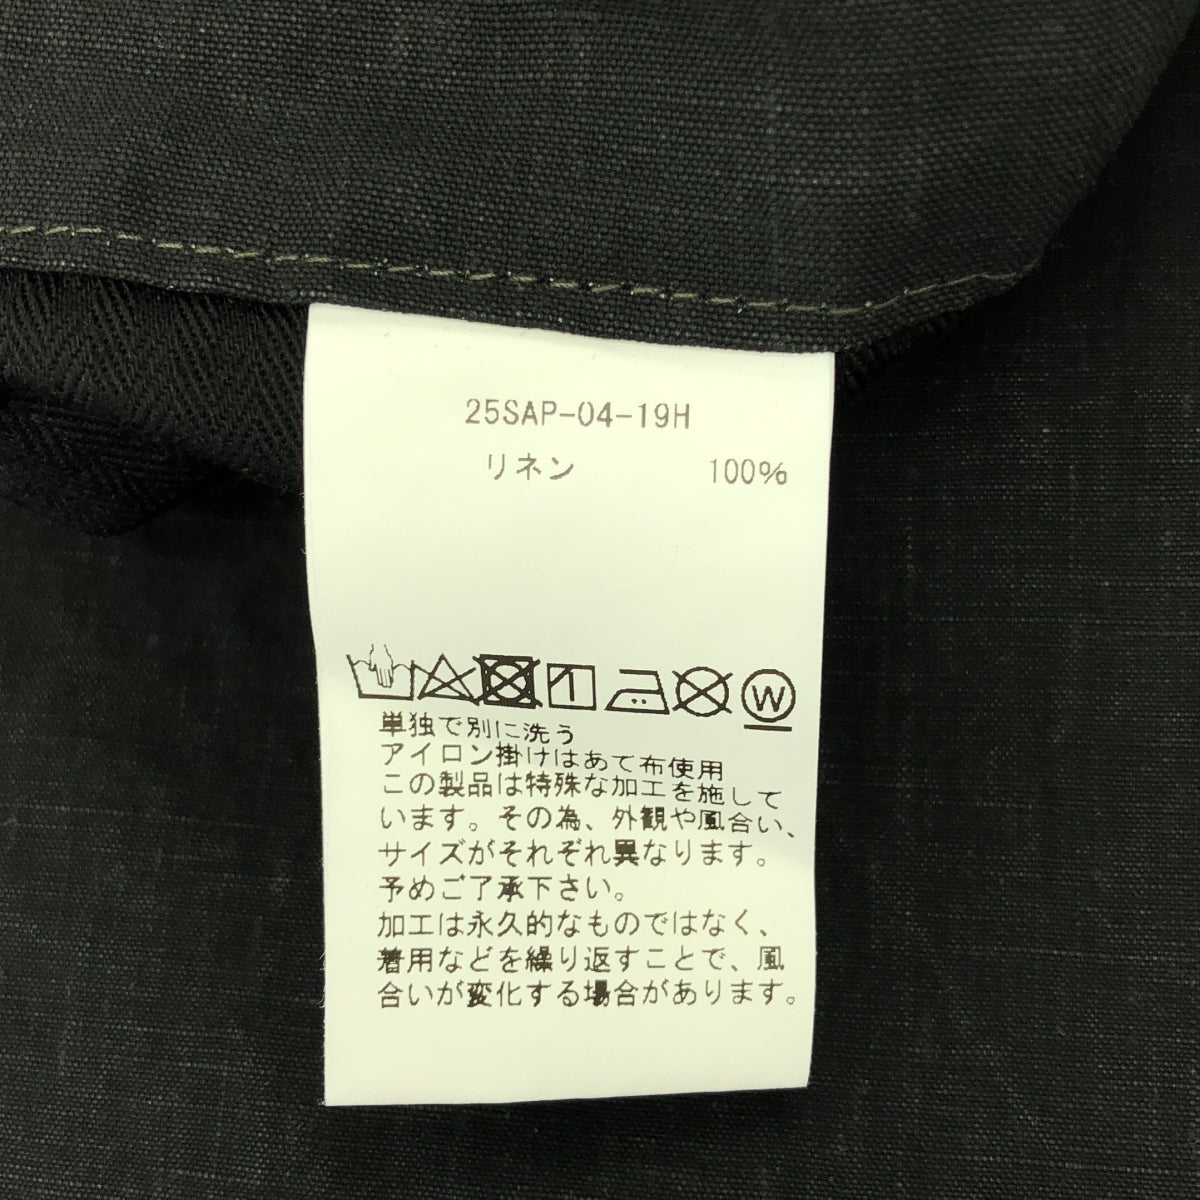 25SAP-04-19H
リネン 100%
W
単独で別に洗う
アイロン掛けはあて布使用
この製品は特殊な加工を施して
います。その為、外観や風合い、
サイズがそれぞれ異なります。
予めご了承下さい。
加工は永久的なものではなく、
着用などを繰り返すことで、風
合いが変化する場合があります。